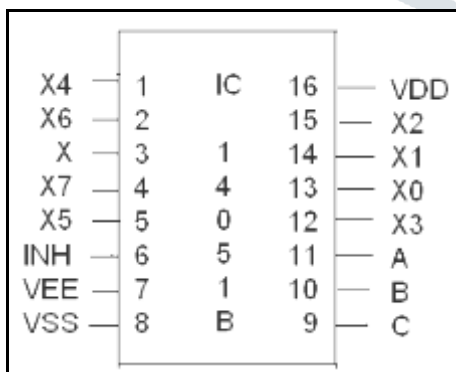 X4 1 IC 16 VDD
X6 2 15 X2
X 3 1 14 X1
X7 4 4 13 X0
X5 5 0 12 X3
INH 6 5 11 A
VEE 7 1 10 B
VSS 8 B 9 C